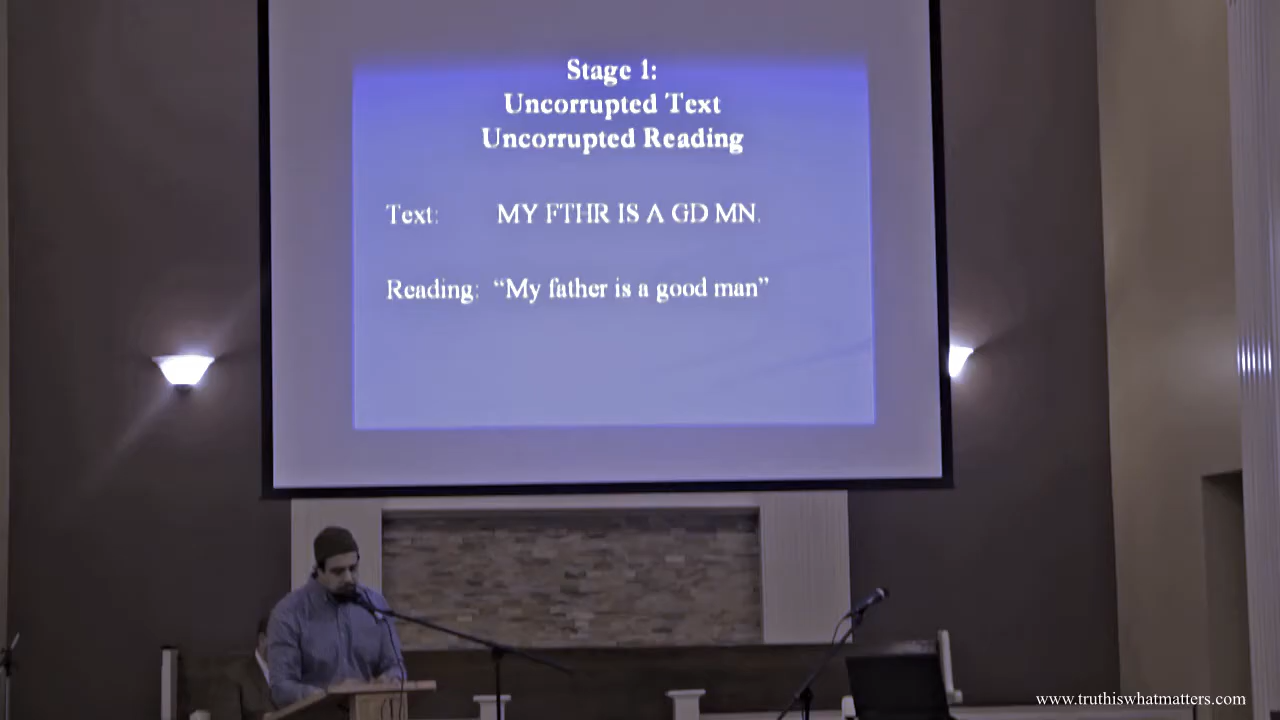 Stage 1:
Uncorrupted Text
Uncorrupted Reading
Text: MY FTHR IS A GD MN.
Reading: “My father is a good man”
www.truthiswhatmatters.com